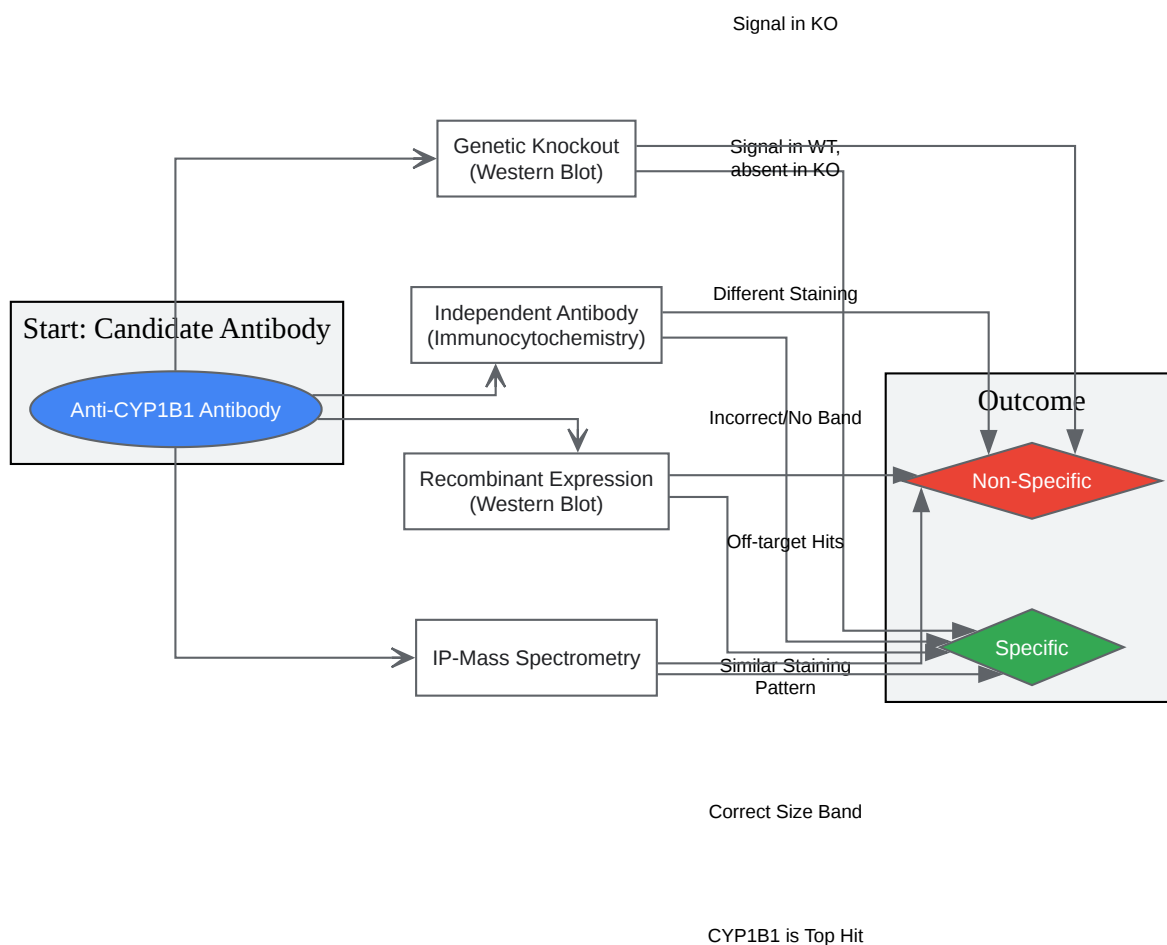 Signal in KO
Genetic Knockout
(Western Blot)
Signal in WT,
absent in KO
Start: Candidate Antibody
Anti-CYP1B1 Antibody
Independent Antibody
(Immunocytochemistry)
Different Staining
Incorrect/No Band
Recombinant Expression
(Western Blot)
Off-target Hits
IP-Mass Spectrometry
Similar Staining
Pattern
Outcome
Non-Specific
Specific
Correct Size Band
CYP1B1 is Top Hit